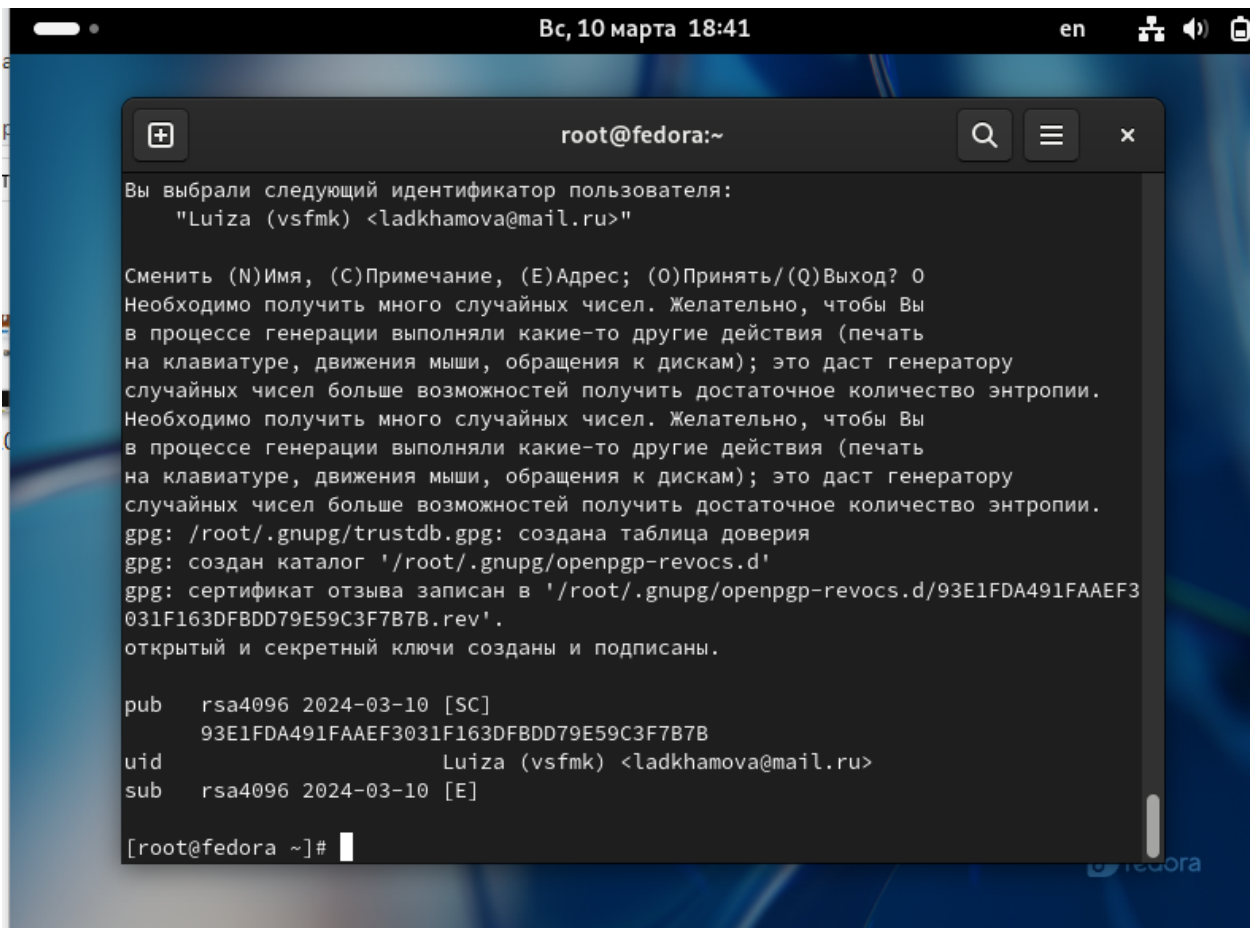 Вс, 10 марта 18:41
en
root@fedora:~
Вы выбрали следующий идентификатор пользователя:
"Luiza (vsfmk) <ladkhamova@mail.ru>"
Сменить (N)Имя, (C)Примечание, (E)Адрес; (O)Принять/(Q)Выход? O
Необходимо получить много случайных чисел. Желательно, чтобы Вы
в процессе генерации выполняли какие-то другие действия (печать
на клавиатуре, движения мыши, обращения к дискам); это даст генератору
случайных чисел больше возможностей получить достаточное количество энтропии.
Необходимо получить много случайных чисел. Желательно, чтобы Вы
в процессе генерации выполняли какие-то другие действия (печать
на клавиатуре, движения мыши, обращения к дискам); это даст генератору
случайных чисел больше возможностей получить достаточное количество энтропии.
gpg: /root/.gnupg/trustdb.gpg: создана таблица доверия
gpg: создан каталог '/root/.gnupg/openpgp-revocs.d'
gpg: сертификат отзыва записан в '/root/.gnupg/openpgp-revocs.d/93E1FDA491FAAEF3
031F163DFBDD79E59C3F7B7B.rev'.
открытый и секретный ключи созданы и подписаны.
pub   rsa4096 2024-03-10 [SC]
93E1FDA491FAAEF3031F163DFBDD79E59C3F7B7B
uid                      Luiza (vsfmk) <ladkhamova@mail.ru>
sub   rsa4096 2024-03-10 [E]
[root@fedora ~]#
fedora